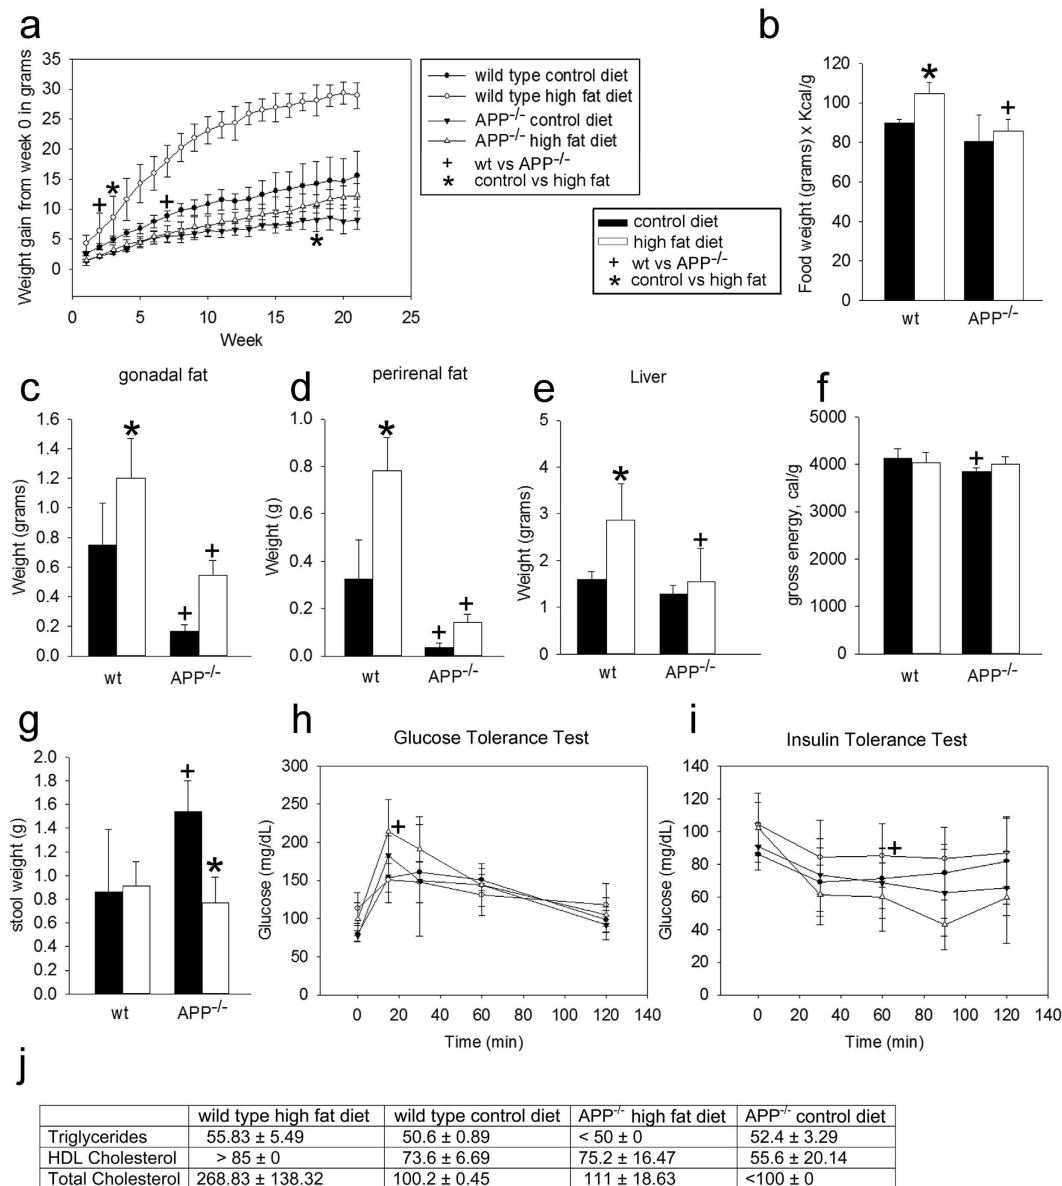 a
Weight gain from week 0 in grams
35
30
25
20
15
10
5
0
0 5 10 15 20 25
Week
wild type control diet
wild type high fat diet
APP-/- control diet
APP-/- high fat diet
+ wt vs APP-/-
* control vs high fat
control diet
high fat diet
+ wt vs APP-/-
* control vs high fat
b
Food weight (grams) x Kcal/g
120
100
80
60
40
20
0
wt APP-/-
c
gonadal fat
Weight (grams)
1.6
1.4
1.2
1.0
0.8
0.6
0.4
0.2
0.0
wt APP-/-
d
perirenal fat
Weight (g)
1.0
0.8
0.6
0.4
0.2
0.0
wt APP-/-
e
Liver
Weight (grams)
5
4
3
2
1
0
wt APP-/-
f
gross energy, cal/g
5000
4000
3000
2000
1000
0
wt APP-/-
g
stool weight (g)
2.0
1.8
1.6
1.4
1.2
1.0
0.8
0.6
0.4
0.2
0.0
wt APP-/-
h
Glucose Tolerance Test
Glucose (mg/dL)
300
250
200
150
100
50
0
0 20 40 60 80 100 120 140
Time (min)
i
Insulin Tolerance Test
Glucose (mg/dL)
140
120
100
80
60
40
20
0
0 20 40 60 80 100 120 140
Time (min)
j
wild type high fat diet wild type control diet APP-/- high fat diet APP-/- control diet
Triglycerides 55.83 ± 5.49 50.6 ± 0.89 < 50 ± 0 52.4 ± 3.29
HDL Cholesterol > 85 ± 0 73.6 ± 6.69 75.2 ± 16.47 55.6 ± 20.14
Total Cholesterol 268.83 ± 138.32 100.2 ± 0.45 111 ± 18.63 <100 ± 0